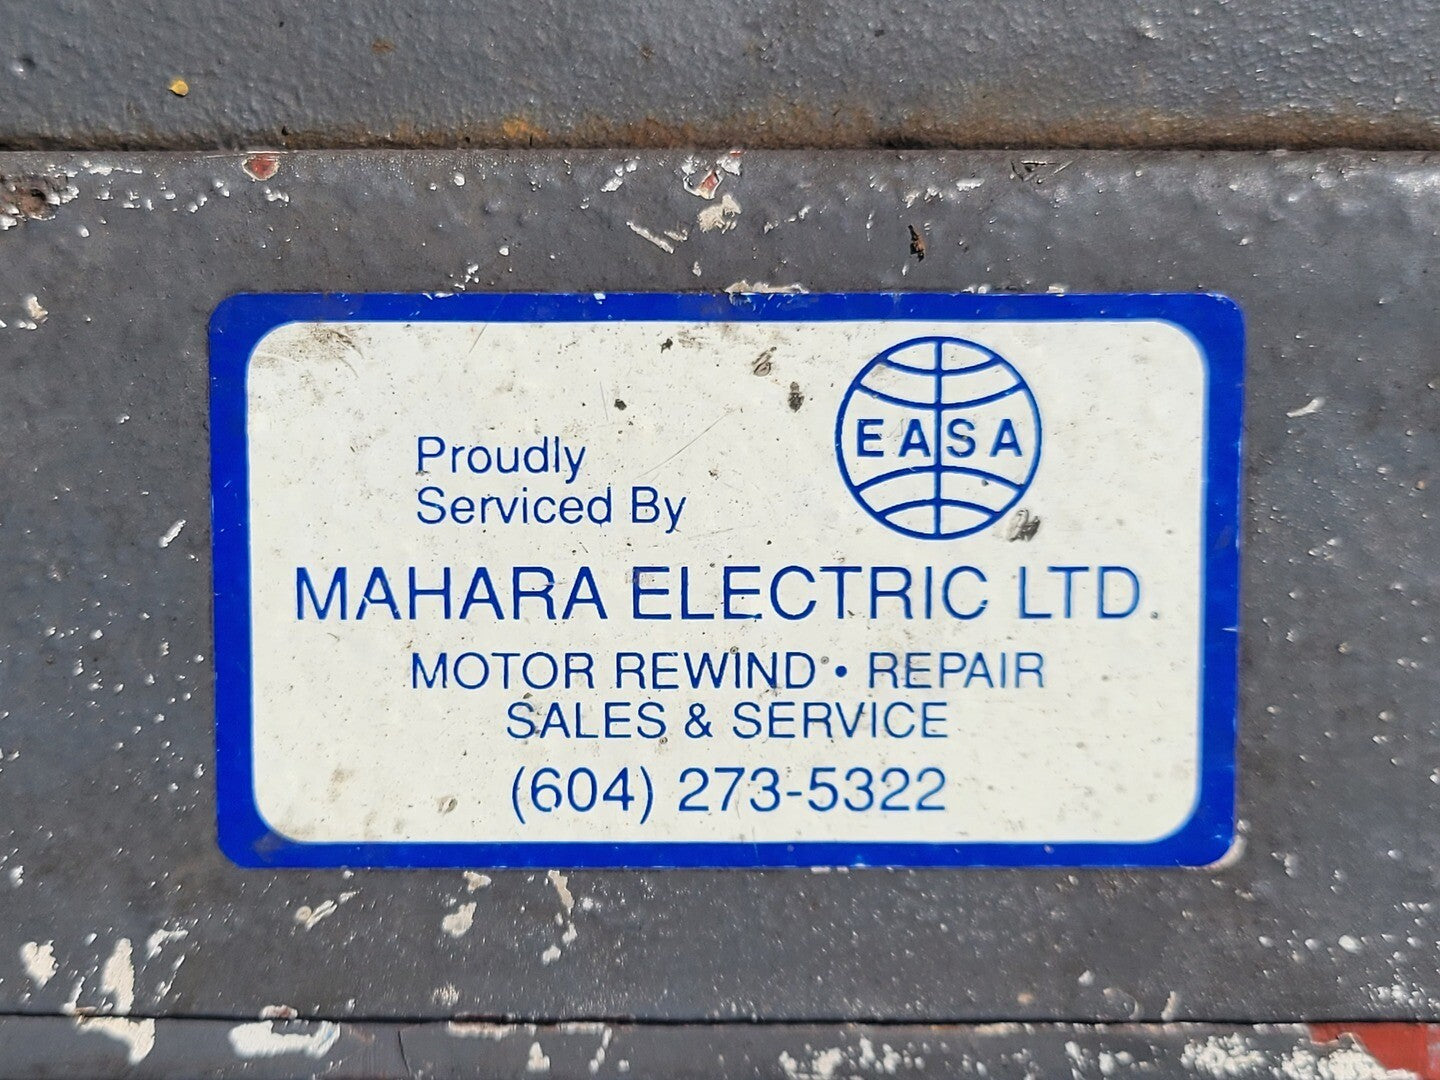 EASA
Proudly
Serviced By
MAHARA ELECTRIC LTD.
MOTOR REWIND • REPAIR
SALES & SERVICE
(604) 273-5322